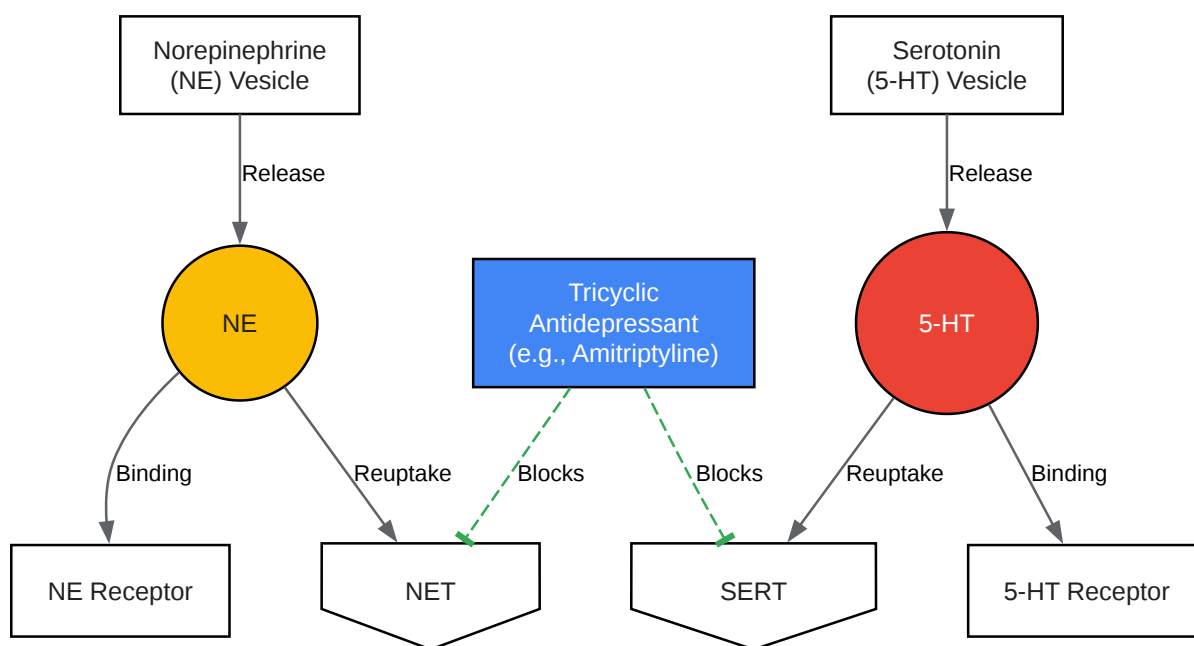 Norepinephrine
(NE) Vesicle
Serotonin
(5-HT) Vesicle
Release
Release
NE
Tricyclic
Antidepressant
(e.g., Amitriptyline)
5-HT
Binding
Reuptake
Blocks
Blocks
Reuptake
Binding
NE Receptor
NET
SERT
5-HT Receptor